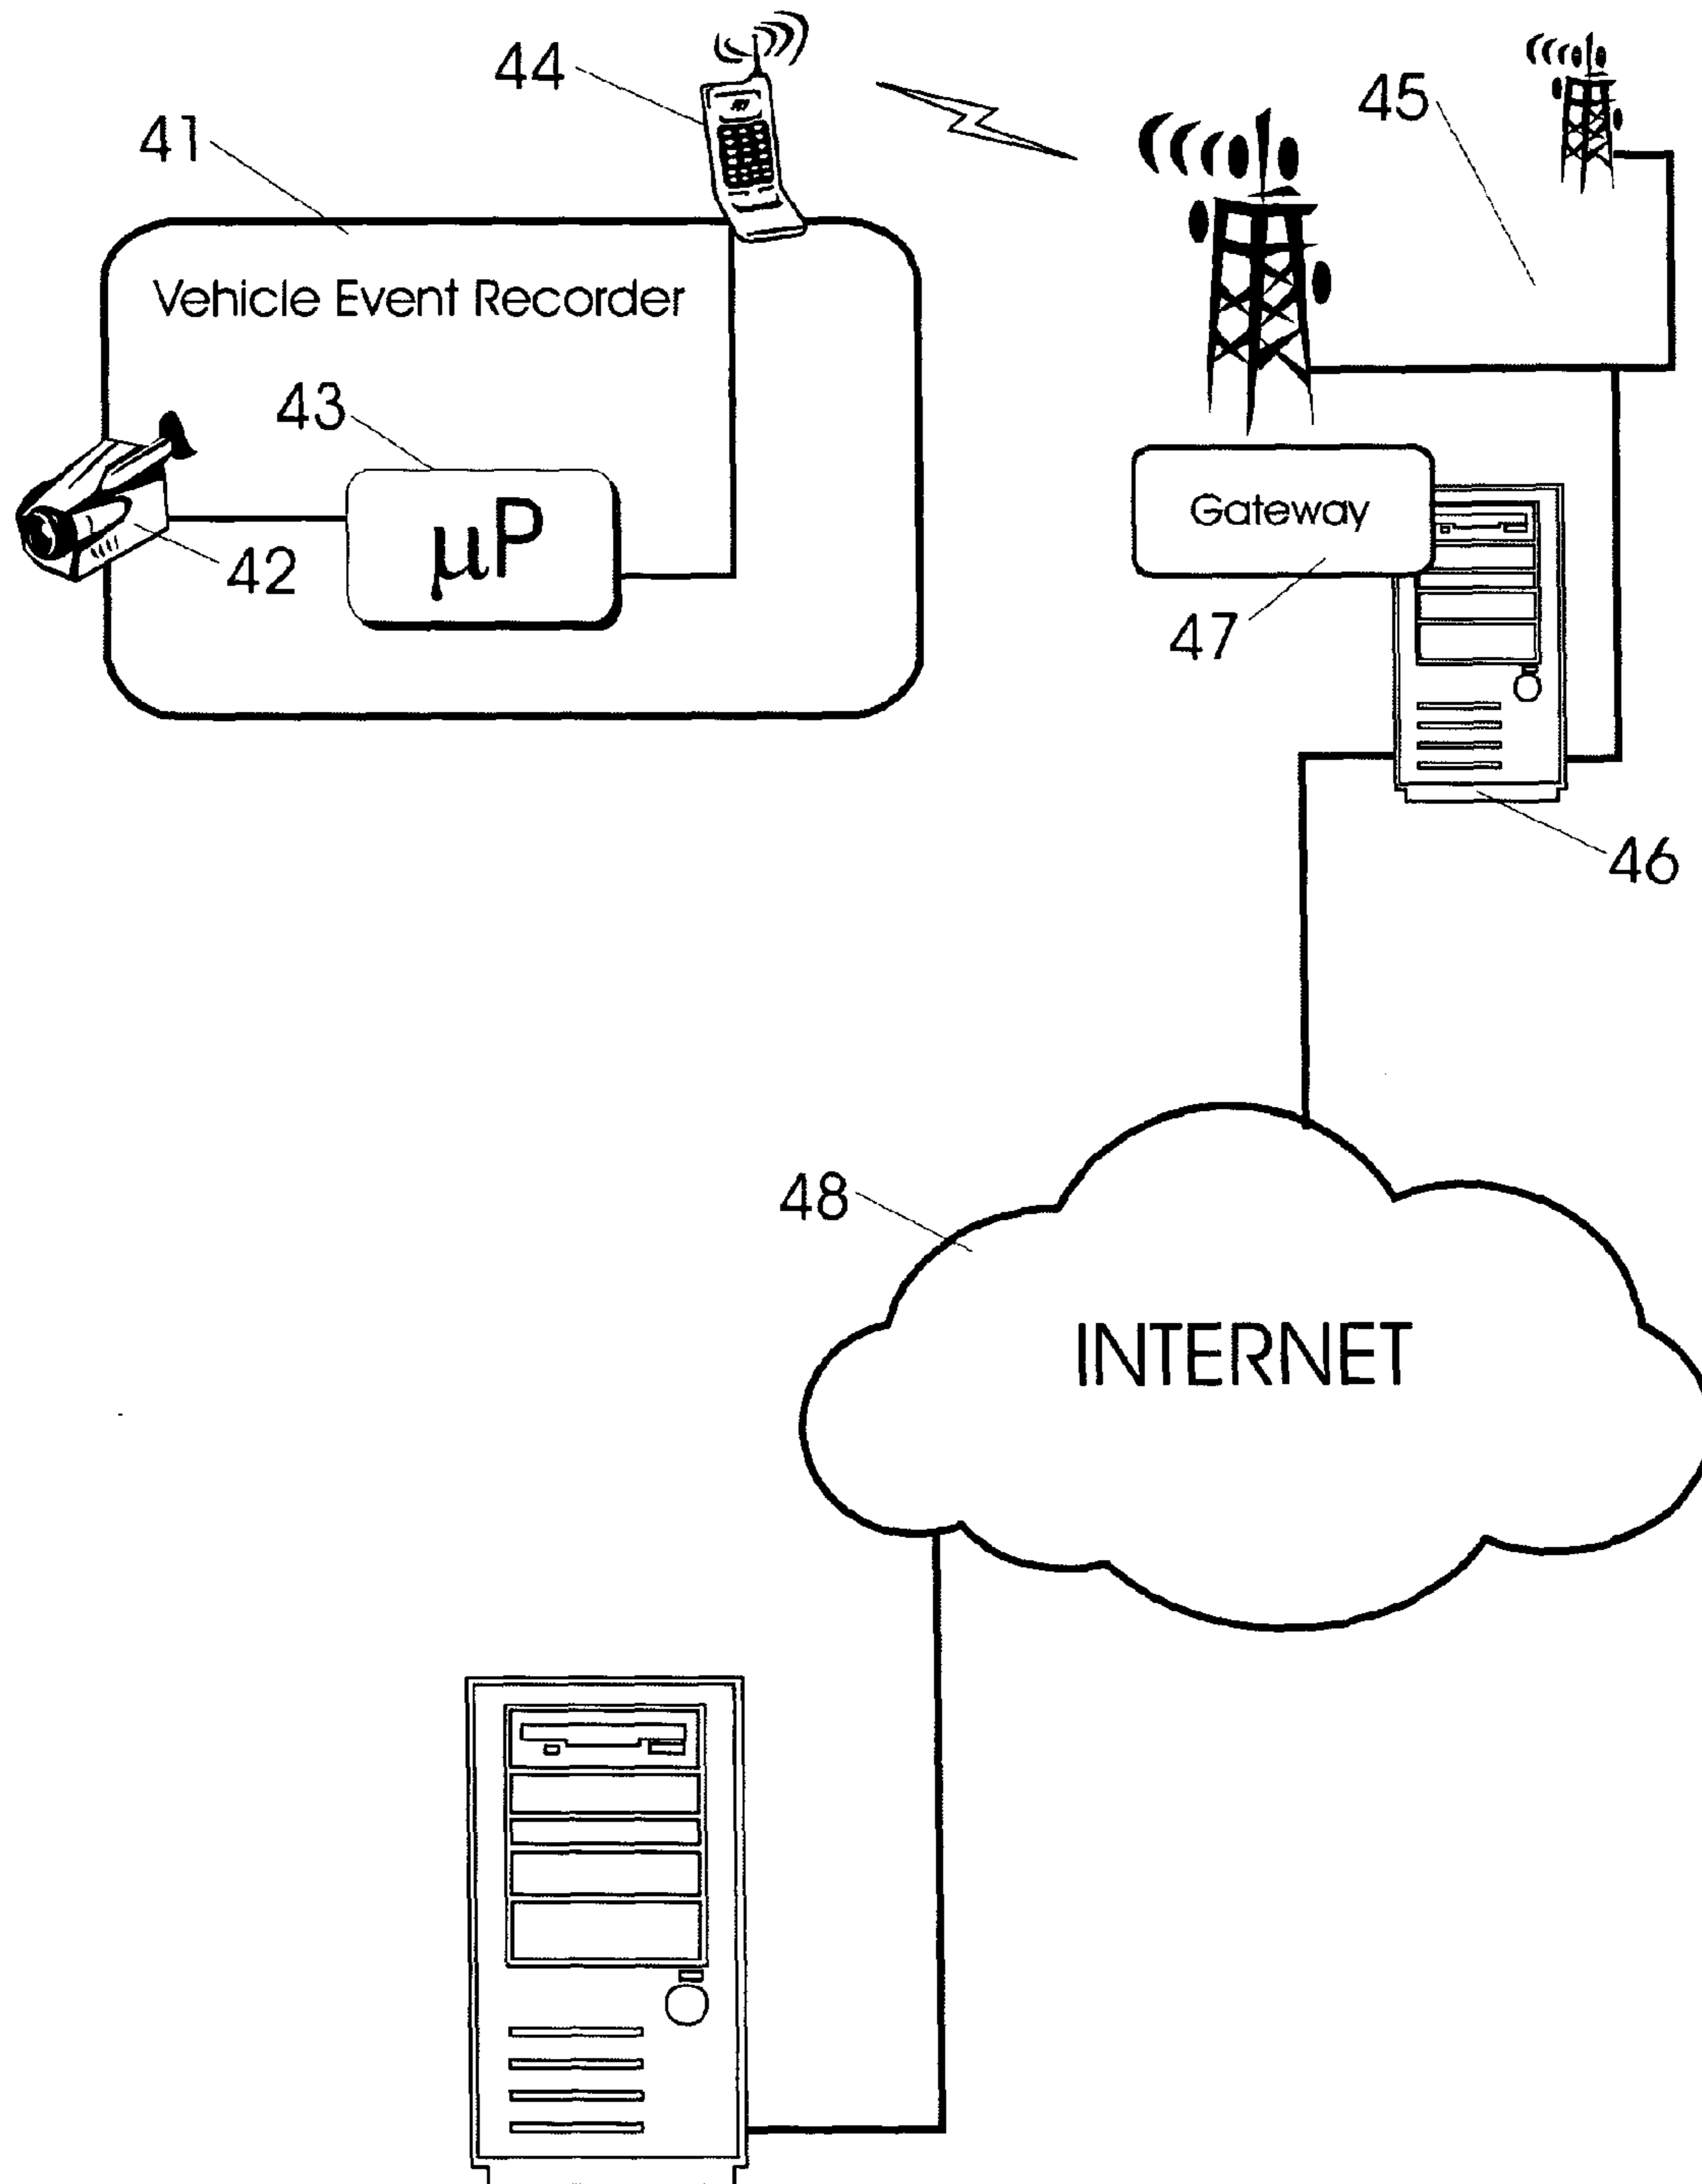 44
45
41
Vehicle Event Recorder
43
Gateway
μP
42
47
46
48
INTERNET